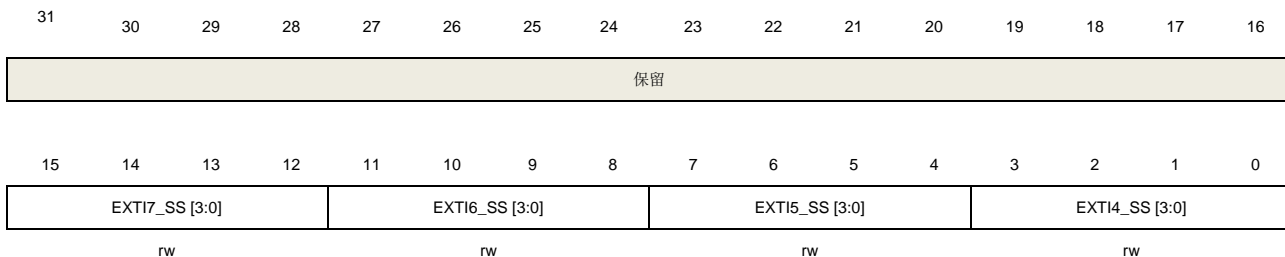 31 30 29 28 27 26 25 24 23 22 21 20 19 18 17 16
保留
15 14 13 12 11 10 9 8 7 6 5 4 3 2 1 0
EXTI7_SS [3:0] EXTI6_SS [3:0] EXTI5_SS [3:0] EXTI4_SS [3:0]
rw rw rw rw